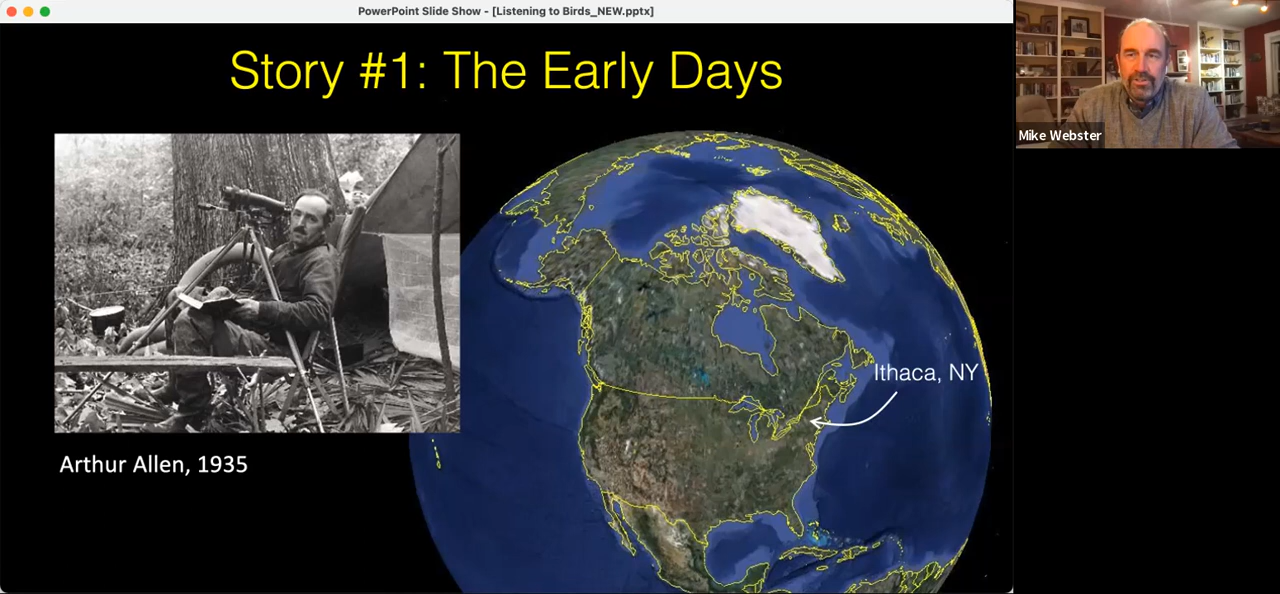 PowerPoint Slide Show - [Listening to Birds_NEW.pptx]
Story #1: The Early Days
Mike Webster
Ithaca, NY
Arthur Allen, 1935